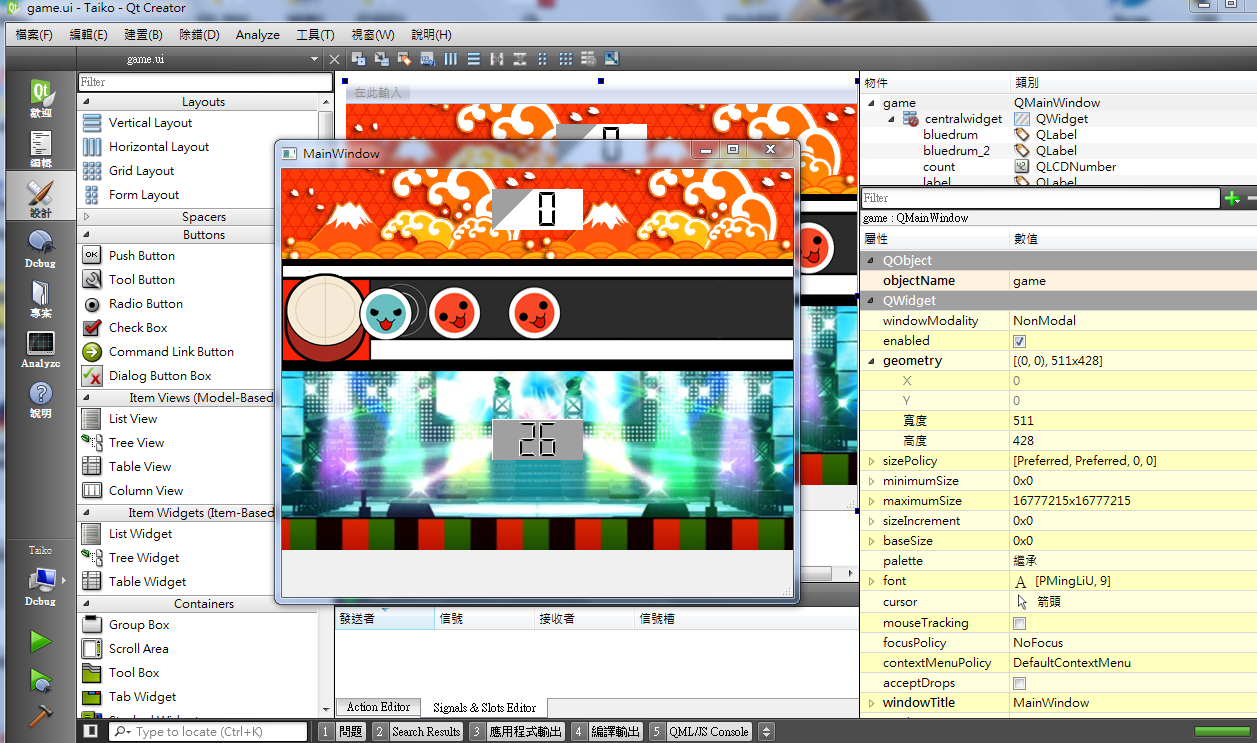 game.ui - Taiko - Qt Creator
檔案(F) 編輯(E) 建置(B) 除錯(D) Analyze 工具(T) 視窗(W) 說明(H)
game.ui
歡迎
編輯
設計
Debug
專案
Analyze
說明
Taiko
Debug
Filter
Layouts
Vertical Layout
Horizontal Layout
Grid Layout
Form Layout
Spacers
Buttons
OK Push Button
Tool Button
Radio Button
Check Box
Command Link Button
Dialog Button Box
Item Views (Model-Based
List View
Tree View
Table View
Column View
Item Widgets (Item-Based
List Widget
Tree Widget
Table Widget
Containers
Group Box
Scroll Area
Tool Box
Tab Widget
在此輸入
0
MainWindow
0
26
發送者 信號 接收者 信號槽
Action Editor Signals & Slots Editor
物件 類別
game QMainWindow
centralwidget QWidget
bluedrum QLabel
bluedrum_2 QLabel
count QLCDNumber
label QLabel
Filter
game : QMainWindow
屬性 數值
QObject
objectName game
QWidget
windowModality NonModal
enabled
geometry [(0, 0), 511x428]
X 0
Y 0
寬度 511
高度 428
sizePolicy [Preferred, Preferred, 0, 0]
minimumSize 0x0
maximumSize 16777215x16777215
sizeIncrement 0x0
baseSize 0x0
palette 繼承
font A [PMingLiU, 9]
cursor 箭頭
mouseTracking
focusPolicy NoFocus
contextMenuPolicy DefaultContextMenu
acceptDrops
windowTitle MainWindow
Type to locate (Ctrl+K) 1 問題 2 Search Results 3 應用程式輸出 4 編譯輸出 5 QML/JS Console